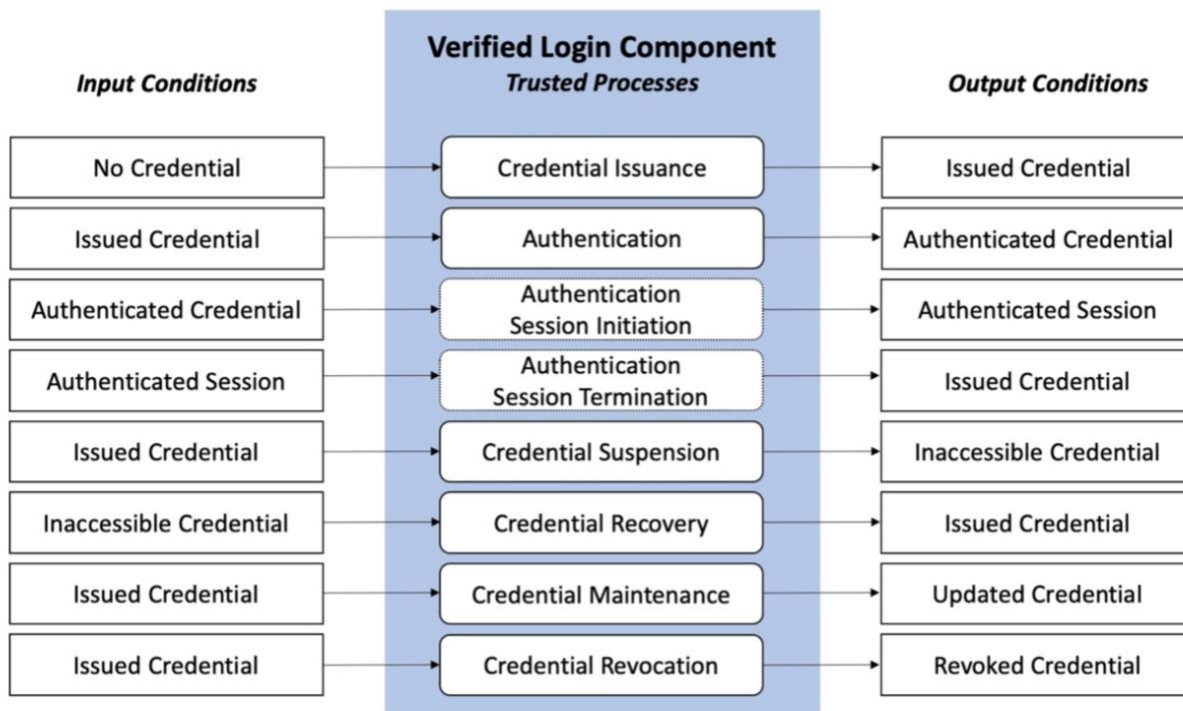 Verified Login Component
Input Conditions
Trusted Processes
Output Conditions
No Credential
Credential Issuance
Issued Credential
Issued Credential
Authentication
Authenticated Credential
Authenticated Credential
Authentication
Session Initiation
Authenticated Session
Authenticated Session
Authentication
Session Termination
Issued Credential
Issued Credential
Credential Suspension
Inaccessible Credential
Inaccessible Credential
Credential Recovery
Issued Credential
Issued Credential
Credential Maintenance
Updated Credential
Issued Credential
Credential Revocation
Revoked Credential